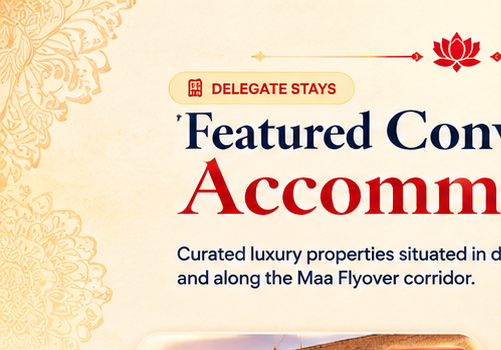 DELEGATE STAYS
Featured Conv
Accomm
Curated luxury properties situated in d
and along the Maa Flyover corridor.